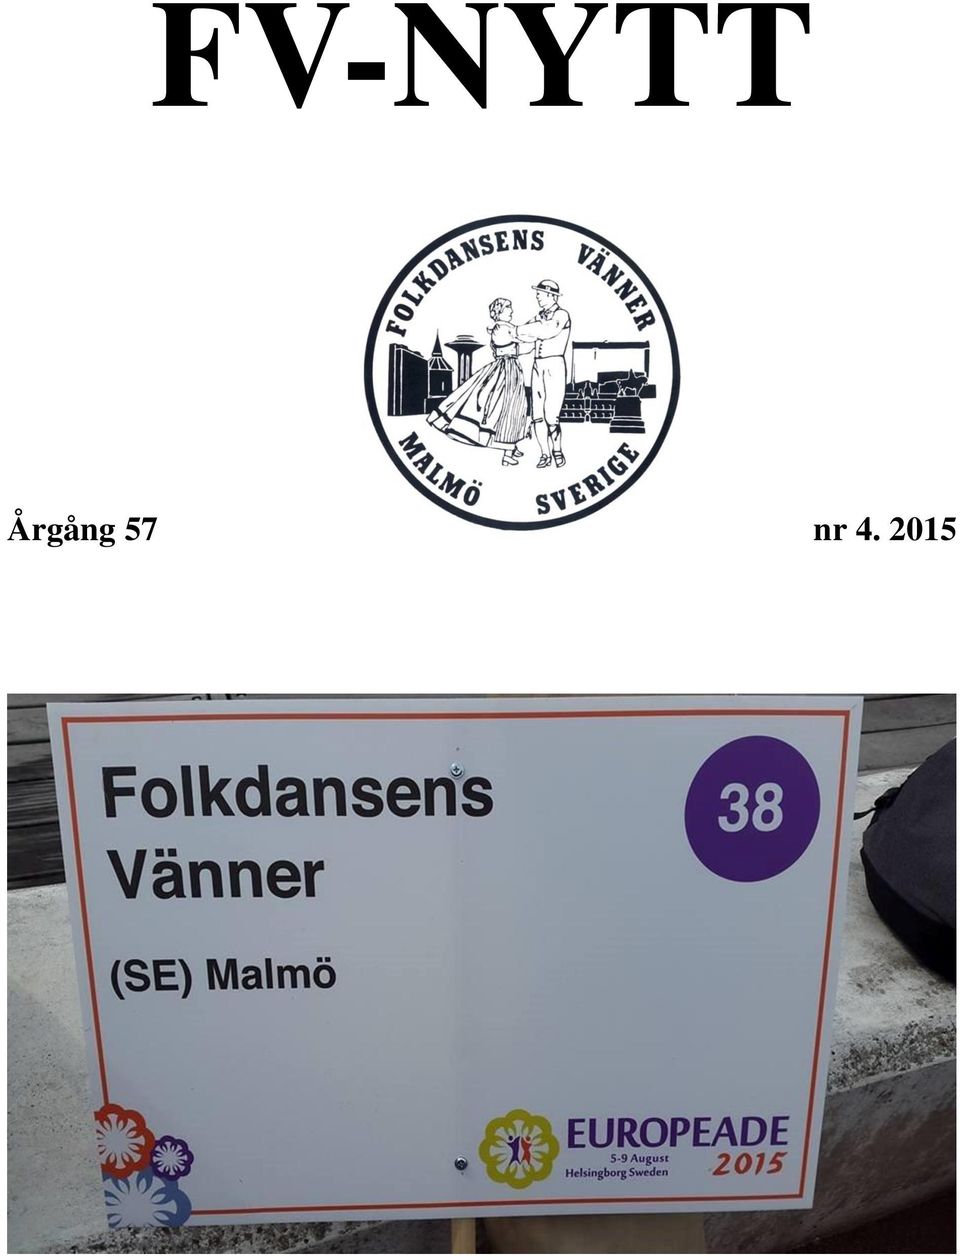 FV-NYTT
FOLKDANSENS VÄNNER
MALMÖ SVERIGE
Årgång 57 nr 4. 2015
Folkdansens
Vänner
38
(SE) Malmö
EUROPEADE
5-9 August
Helsingborg Sweden
2015